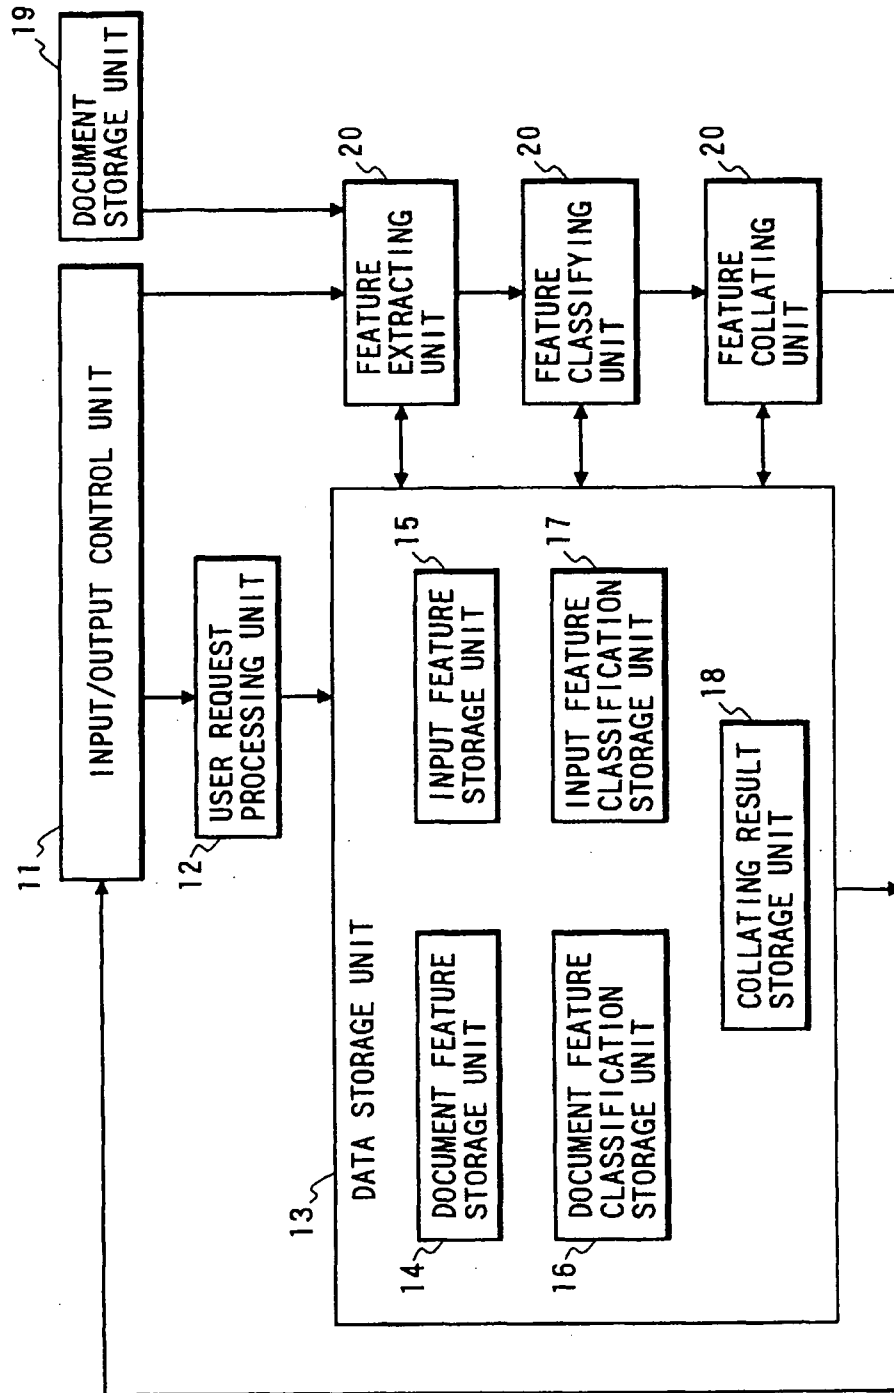 11
INPUT/OUTPUT CONTROL UNIT
DOCUMENT
STORAGE UNIT
19
12
USER REQUEST
PROCESSING UNIT
13
DATA STORAGE UNIT
14
DOCUMENT FEATURE
STORAGE UNIT
INPUT FEATURE
STORAGE UNIT
15
16
DOCUMENT FEATURE
CLASSIFICATION
STORAGE UNIT
INPUT FEATURE
CLASSIFICATION
STORAGE UNIT
17
COLLATING RESULT
STORAGE UNIT
18
FEATURE
EXTRACTING
UNIT
20
FEATURE
CLASSIFYING
UNIT
20
FEATURE
COLLATING
UNIT
20